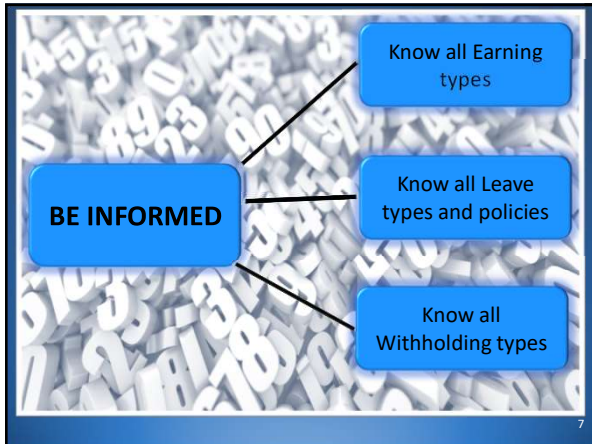 Know all Earning
types
BE INFORMED
Know all Leave
types and policies
Know all
Withholding types
7